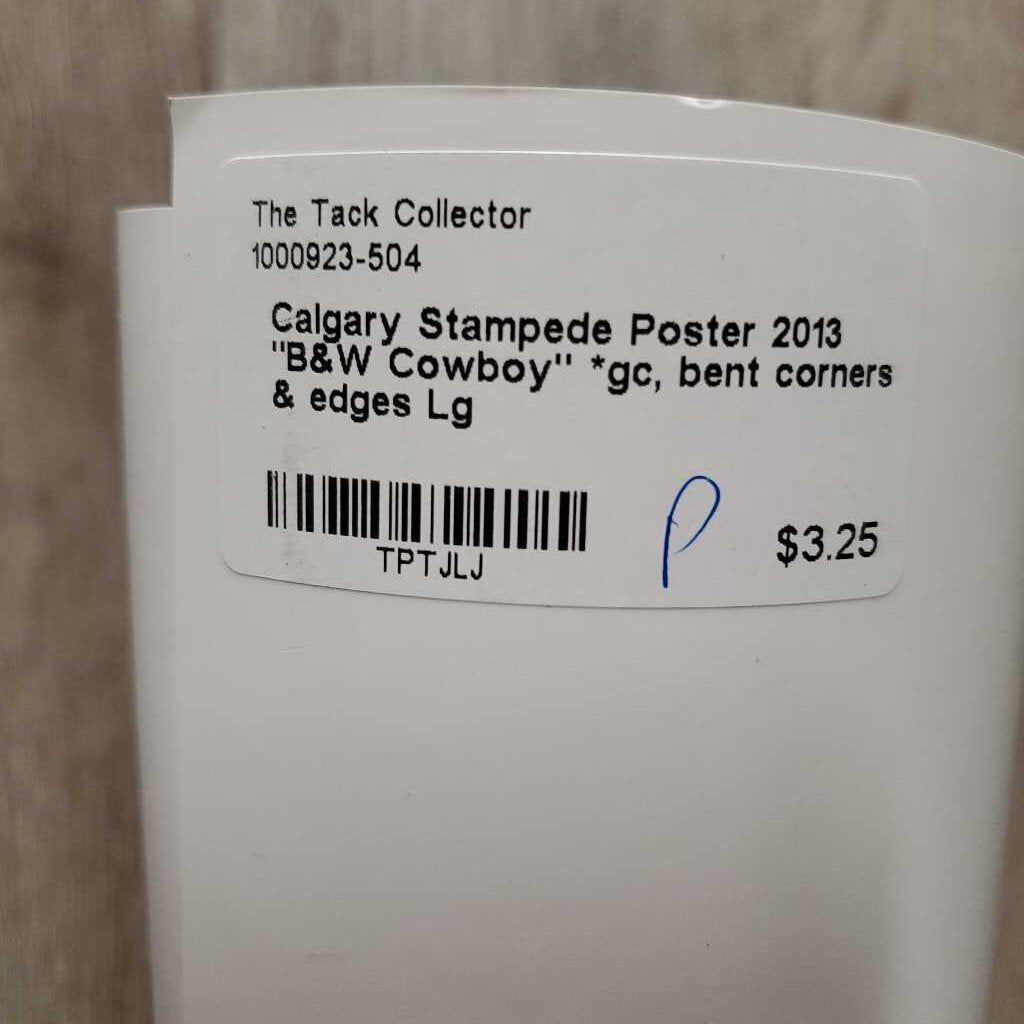 The Tack Collector
1000923-504
Calgary Stampede Poster 2013
"B&W Cowboy" *gc, bent corners
& edges Lg
P
$3.25
TPTJLJ